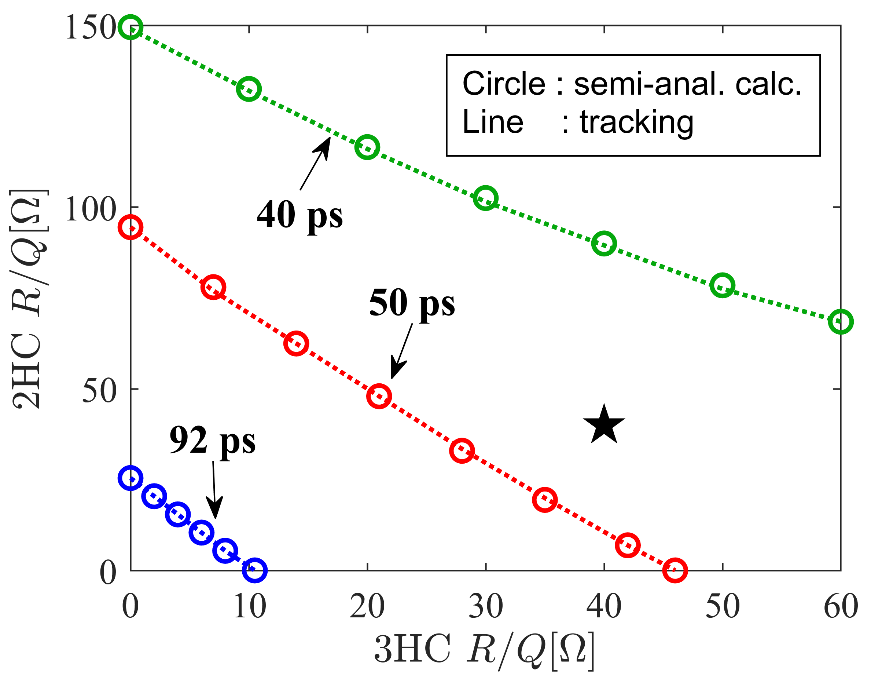 150
100
50
0
0
10
20
30
40
50
60
2HC R/Q[Ω]
3HC R/Q[Ω]
Circle : semi-anal. calc.
Line : tracking
40 ps
50 ps
92 ps